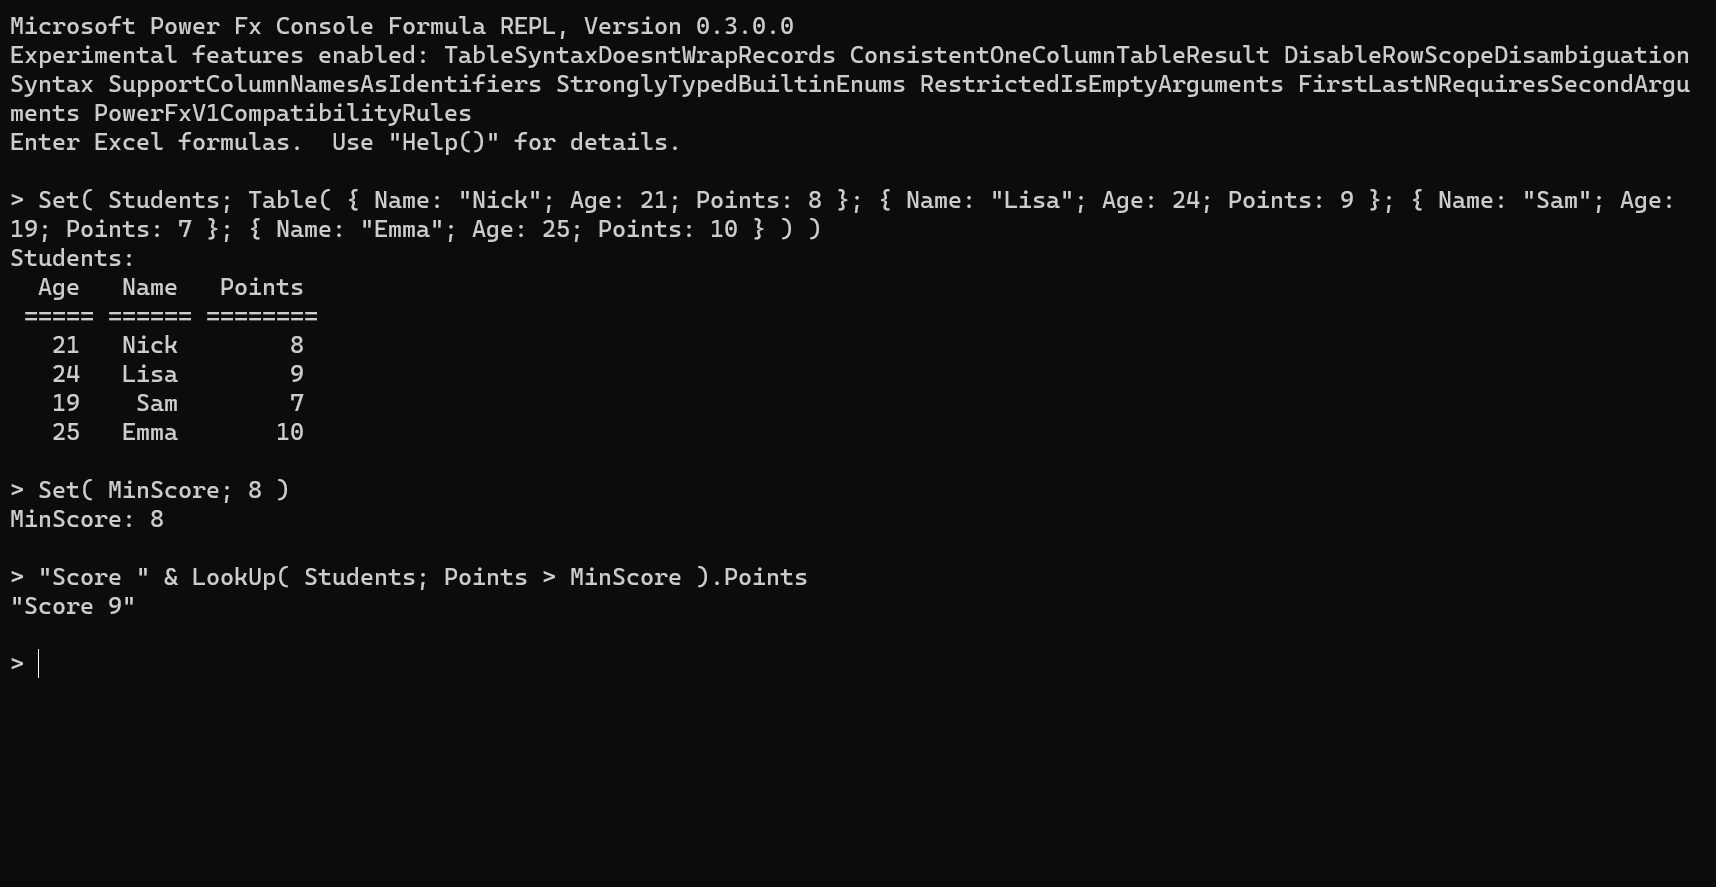 Microsoft Power Fx Console Formula REPL, Version 0.3.0.0
Experimental features enabled: TableSyntaxDoesntWrapRecords ConsistentOneColumnTableResult DisableRowScopeDisambiguation
Syntax SupportColumnNamesAsIdentifiers StronglyTypedBuiltinEnums RestrictedIsEmptyArguments FirstLastNRequiresSecondArgu
ments PowerFxV1CompatibilityRules
Enter Excel formulas.  Use "Help()" for details.

> Set( Students; Table( { Name: "Nick"; Age: 21; Points: 8 }; { Name: "Lisa"; Age: 24; Points: 9 }; { Name: "Sam"; Age:
19; Points: 7 }; { Name: "Emma"; Age: 25; Points: 10 } ) )
Students:
  Age   Name   Points
 ===== ====== ========
   21   Nick        8
   24   Lisa        9
   19    Sam        7
   25   Emma       10

> Set( MinScore; 8 )
MinScore: 8

> "Score " & LookUp( Students; Points > MinScore ).Points
"Score 9"

>